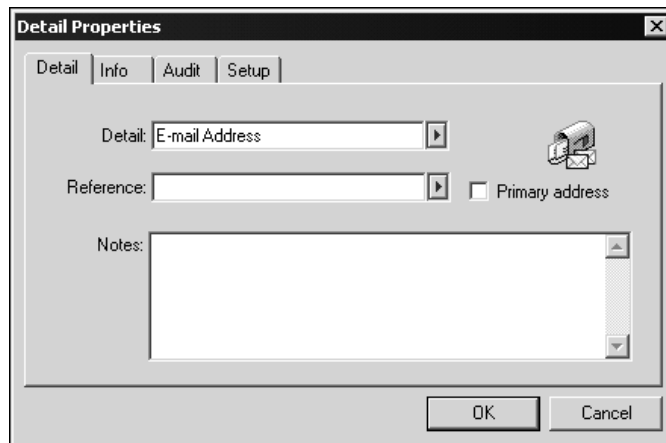 Detail Properties
Detail Info Audit Setup
Detail: E-mail Address
Reference:
Primary address
Notes:
OK Cancel